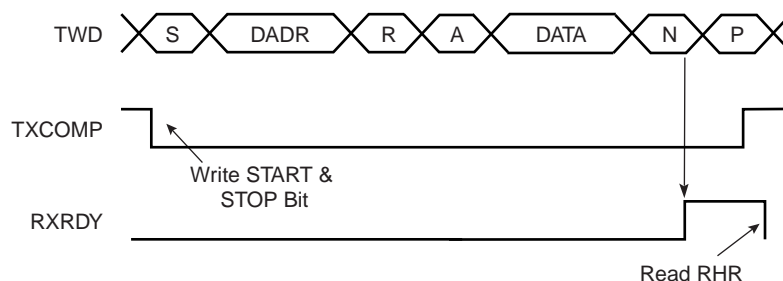 TWD S DADR R A DATA N P
TXCOMP
Write START &
STOP Bit
RXRDY
Read RHR